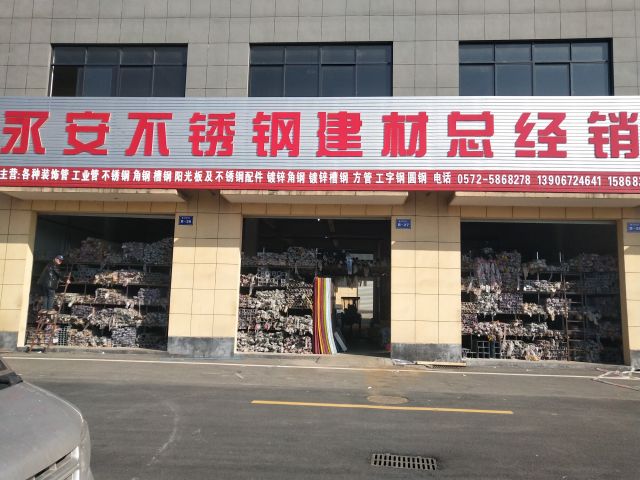 永安不锈钢建材总经销
主营:各种装饰管 工业管 不锈钢 角钢 槽钢 阳光板及不锈钢配件 镀锌角钢 镀锌槽钢 方管 工字钢 圆钢 电话 0572-5868278 13906724641 15868